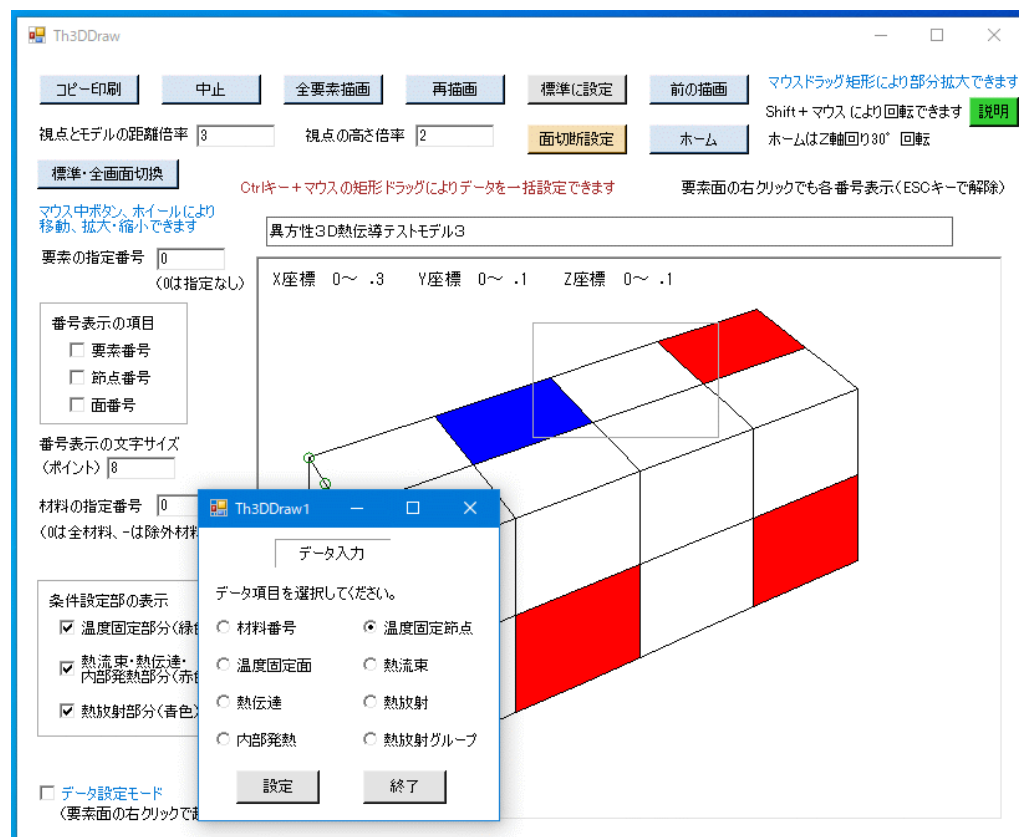 Th3DDraw
コピー印刷 中止 全要素描画 再描画 標準に設定 前の描画 マウスドラッグ矩形により部分拡大できます
Shift+マウス により回転できます 説明
視点とモデルの距離倍率 3 視点の高さ倍率 2 面切断設定 ホーム ホームはZ軸回り30° 回転
標準・全画面切換
Ctrlキー+マウスの矩形ドラッグによりデータを一括設定できます 要素面の右クリックでも各番号表示(ESCキーで解除)
マウス中ボタン、ホイールにより
移動、拡大・縮小できます
異方性3D熱伝導テストモデル3
要素の指定番号 0
(0は指定なし)
X座標 0~ .3 Y座標 0~ .1 Z座標 0~ .1
番号表示の項目
要素番号
節点番号
面番号
番号表示の文字サイズ
(ポイント) 8
材料の指定番号 0
(0は全材料、-は除外材料
条件設定部の表示
温度固定部分(緑
熱流束・熱伝達・
内部発熱部分(赤
熱放射部分(青色)
データ設定モード
(要素面の右クリックで
Th3DDraw1
データ入力
データ項目を選択してください。
材料番号 温度固定節点
温度固定面 熱流束
熱伝達 熱放射
内部発熱 熱放射グループ
設定 終了